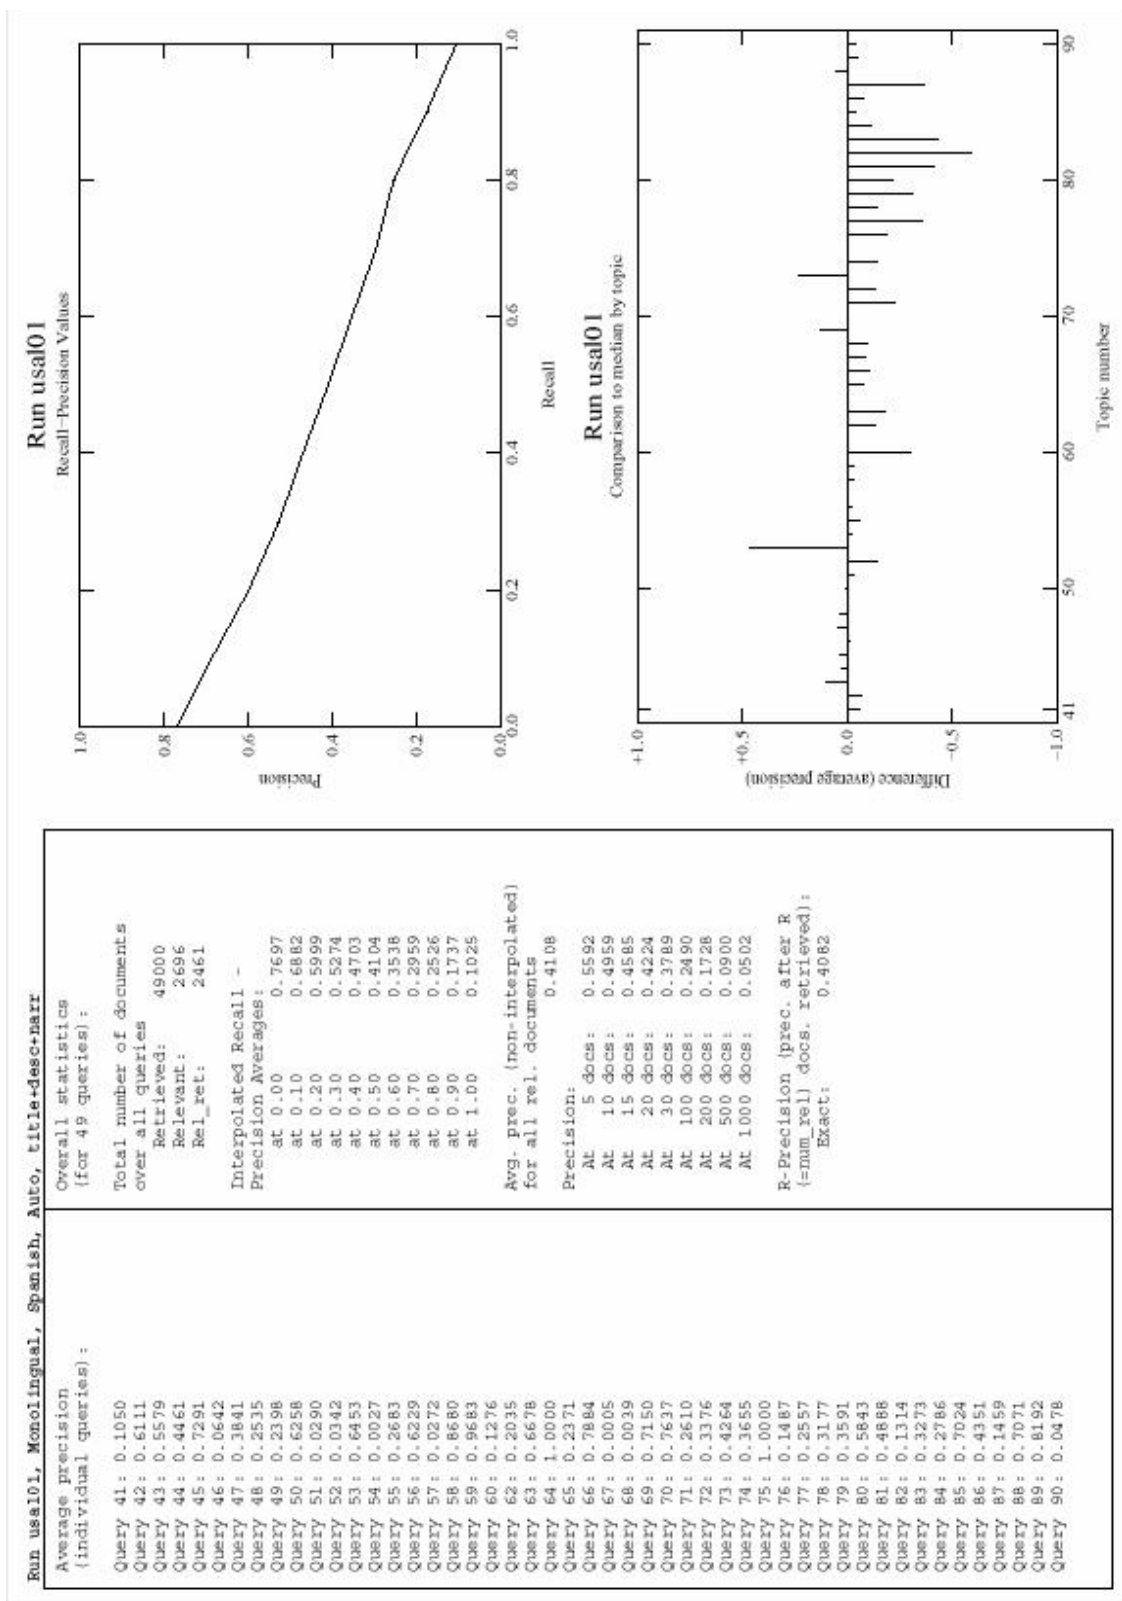 Run usal01, Monolingual, Spanish, Auto, title+desc+narr
Average precision
(individual queries):
Query 41: 0.1050
Query 42: 0.6111
Query 43: 0.5579
Query 44: 0.4461
Query 45: 0.7291
Query 46: 0.0642
Query 47: 0.3841
Query 48: 0.2535
Query 49: 0.2398
Query 50: 0.6258
Query 51: 0.0290
Query 52: 0.0342
Query 53: 0.6453
Query 54: 0.0027
Query 55: 0.2683
Query 56: 0.6229
Query 57: 0.0272
Query 58: 0.8680
Query 59: 0.9683
Query 60: 0.1276
Query 62: 0.2035
Query 63: 0.6678
Query 64: 1.0000
Query 65: 0.2371
Query 66: 0.7884
Query 67: 0.0005
Query 68: 0.0039
Query 69: 0.7150
Query 70: 0.7637
Query 71: 0.2610
Query 72: 0.3376
Query 73: 0.4264
Query 74: 0.3655
Query 75: 1.0000
Query 76: 0.1487
Query 77: 0.2557
Query 78: 0.3177
Query 79: 0.3591
Query 80: 0.5843
Query 81: 0.4888
Query 82: 0.1314
Query 83: 0.3273
Query 84: 0.2786
Query 85: 0.7024
Query 86: 0.4351
Query 87: 0.1459
Query 88: 0.7071
Query 89: 0.8192
Query 90: 0.0478
Overall statistics
(for 49 queries):
Total number of documents
over all queries
Retrieved: 49000
Relevant: 2696
Rel_ret: 2461
Interpolated Recall -
Precision Averages:
at 0.00 0.7697
at 0.10 0.6882
at 0.20 0.5999
at 0.30 0.5274
at 0.40 0.4703
at 0.50 0.4104
at 0.60 0.3538
at 0.70 0.2959
at 0.80 0.2526
at 0.90 0.1737
at 1.00 0.1025
Avg. prec. (non-interpolated)
for all rel. documents
0.4108
Precision:
At 5 docs: 0.5592
At 10 docs: 0.4959
At 15 docs: 0.4585
At 20 docs: 0.4224
At 30 docs: 0.3789
At 100 docs: 0.2490
At 200 docs: 0.1728
At 500 docs: 0.0900
At 1000 docs: 0.0502
R-Precision (prec. after R
(=num_rel) docs. retrieved):
Exact: 0.4082
Run usal01
Recall-Precision Values
1.0
0.8
0.6
0.4
0.2
0.0
Precision
0.0 0.2 0.4 0.6 0.8 1.0
Recall
Run usal01
Comparison to median by topic
+1.0
+0.5
0.0
-0.5
-1.0
Difference (average precision)
41 50 60 70 80 90
Topic number